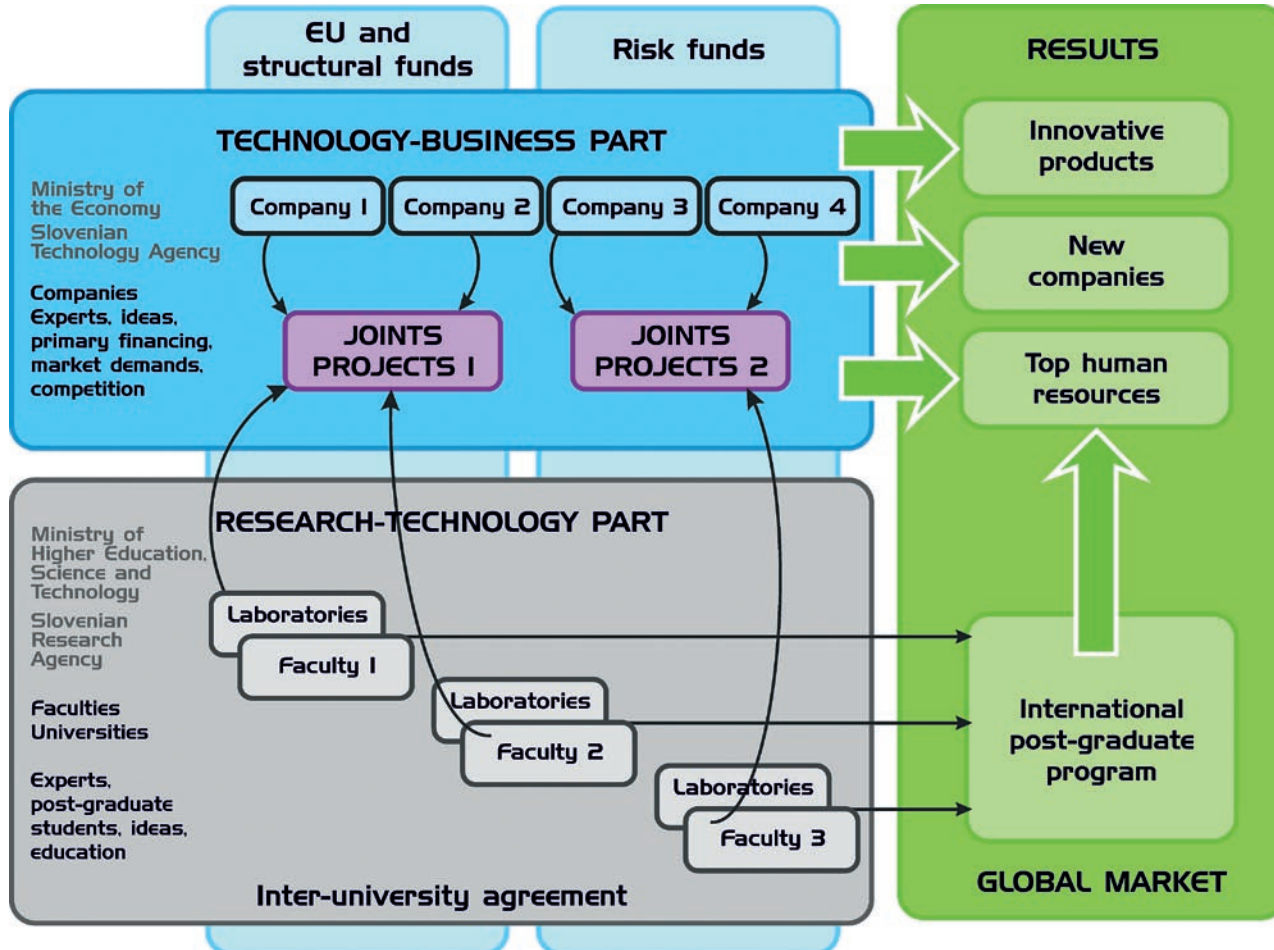 EU and
structural funds
Risk funds
RESULTS
TECHNOLOGY-BUSINESS PART
Ministry of
the Economy
Slovenian
Technology Agency
Companies
Experts, ideas,
primary financing,
market demands,
competition
Company 1
Company 2
Company 3
Company 4
JOINTS
PROJECTS 1
JOINTS
PROJECTS 2
Innovative
products
New
companies
Top human
resources
RESEARCH-TECHNOLOGY PART
Ministry of
Higher Education,
Science and
Technology
Slovenian
Research
Agency
Faculties
Universities
Experts,
post-graduate
students, ideas,
education
Laboratories
Faculty 1
Laboratories
Faculty 2
Laboratories
Faculty 3
Inter-university agreement
International
post-graduate
program
GLOBAL MARKET